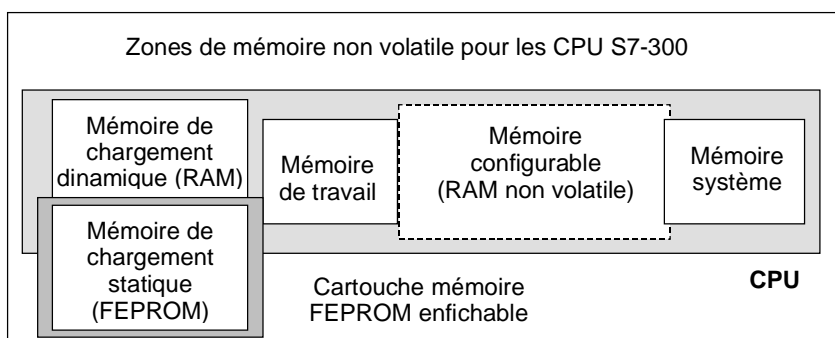 Zones de mémoire non volatile pour les CPU S7-300
Mémoire de
chargement
dinamique (RAM)
Mémoire
de travail
Mémoire
configurable
(RAM non volatile)
Mémoire
système
Mémoire de
chargement
statique
(FEPROM)
Cartouche mémoire
FEPROM enfichable
CPU